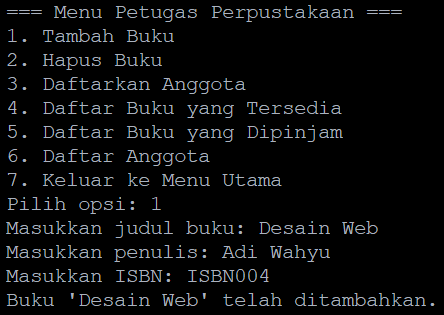 === Menu Petugas Perpustakaan ===
1. Tambah Buku
2. Hapus Buku
3. Daftarkan Anggota
4. Daftar Buku yang Tersedia
5. Daftar Buku yang Dipinjam
6. Daftar Anggota
7. Keluar ke Menu Utama
Pilih opsi: 1
Masukkan judul buku: Desain Web
Masukkan penulis: Adi Wahyu
Masukkan ISBN: ISBN004
Buku 'Desain Web' telah ditambahkan.